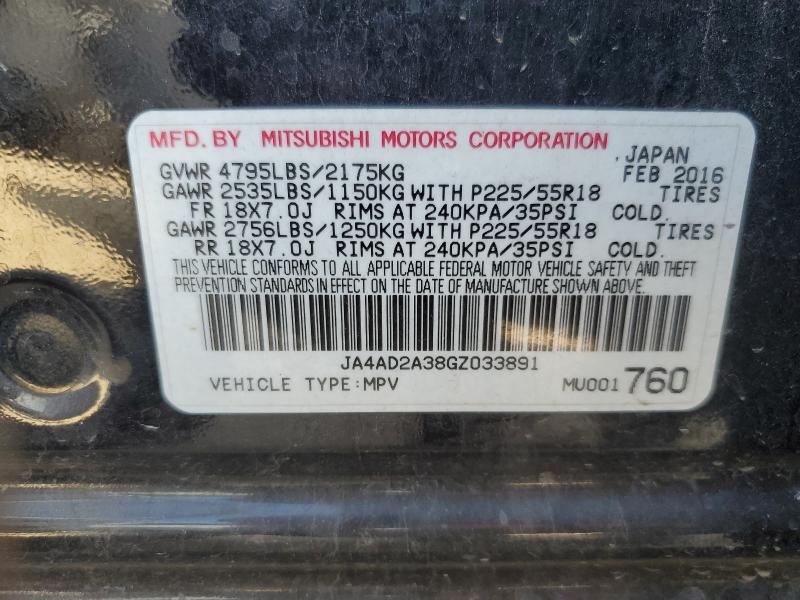 MFD. BY MITSUBISHI MOTORS CORPORATION JAPAN
GVWR 4795LBS/2175KG FEB 2016
GAWR 2535LBS/1150KG WITH P225/55R18 TIRES
FR 18X7.0J RIMS AT 240KPA/35PSI COLD.
GAWR 2756LBS/1250KG WITH P225/55R18 TIRES
RR 18X7.0J RIMS AT 240KPA/35PSI COLD.
THIS VEHICLE CONFORMS TO ALL APPLICABLE FEDERAL MOTOR VEHICLE SAFETY AND THEFT
PREVENTION STANDARDS IN EFFECT ON THE DATE OF MANUFACTURE SHOWN ABOVE.
JA4AD2A38GZ033891
VEHICLE TYPE:MPV MU001 760